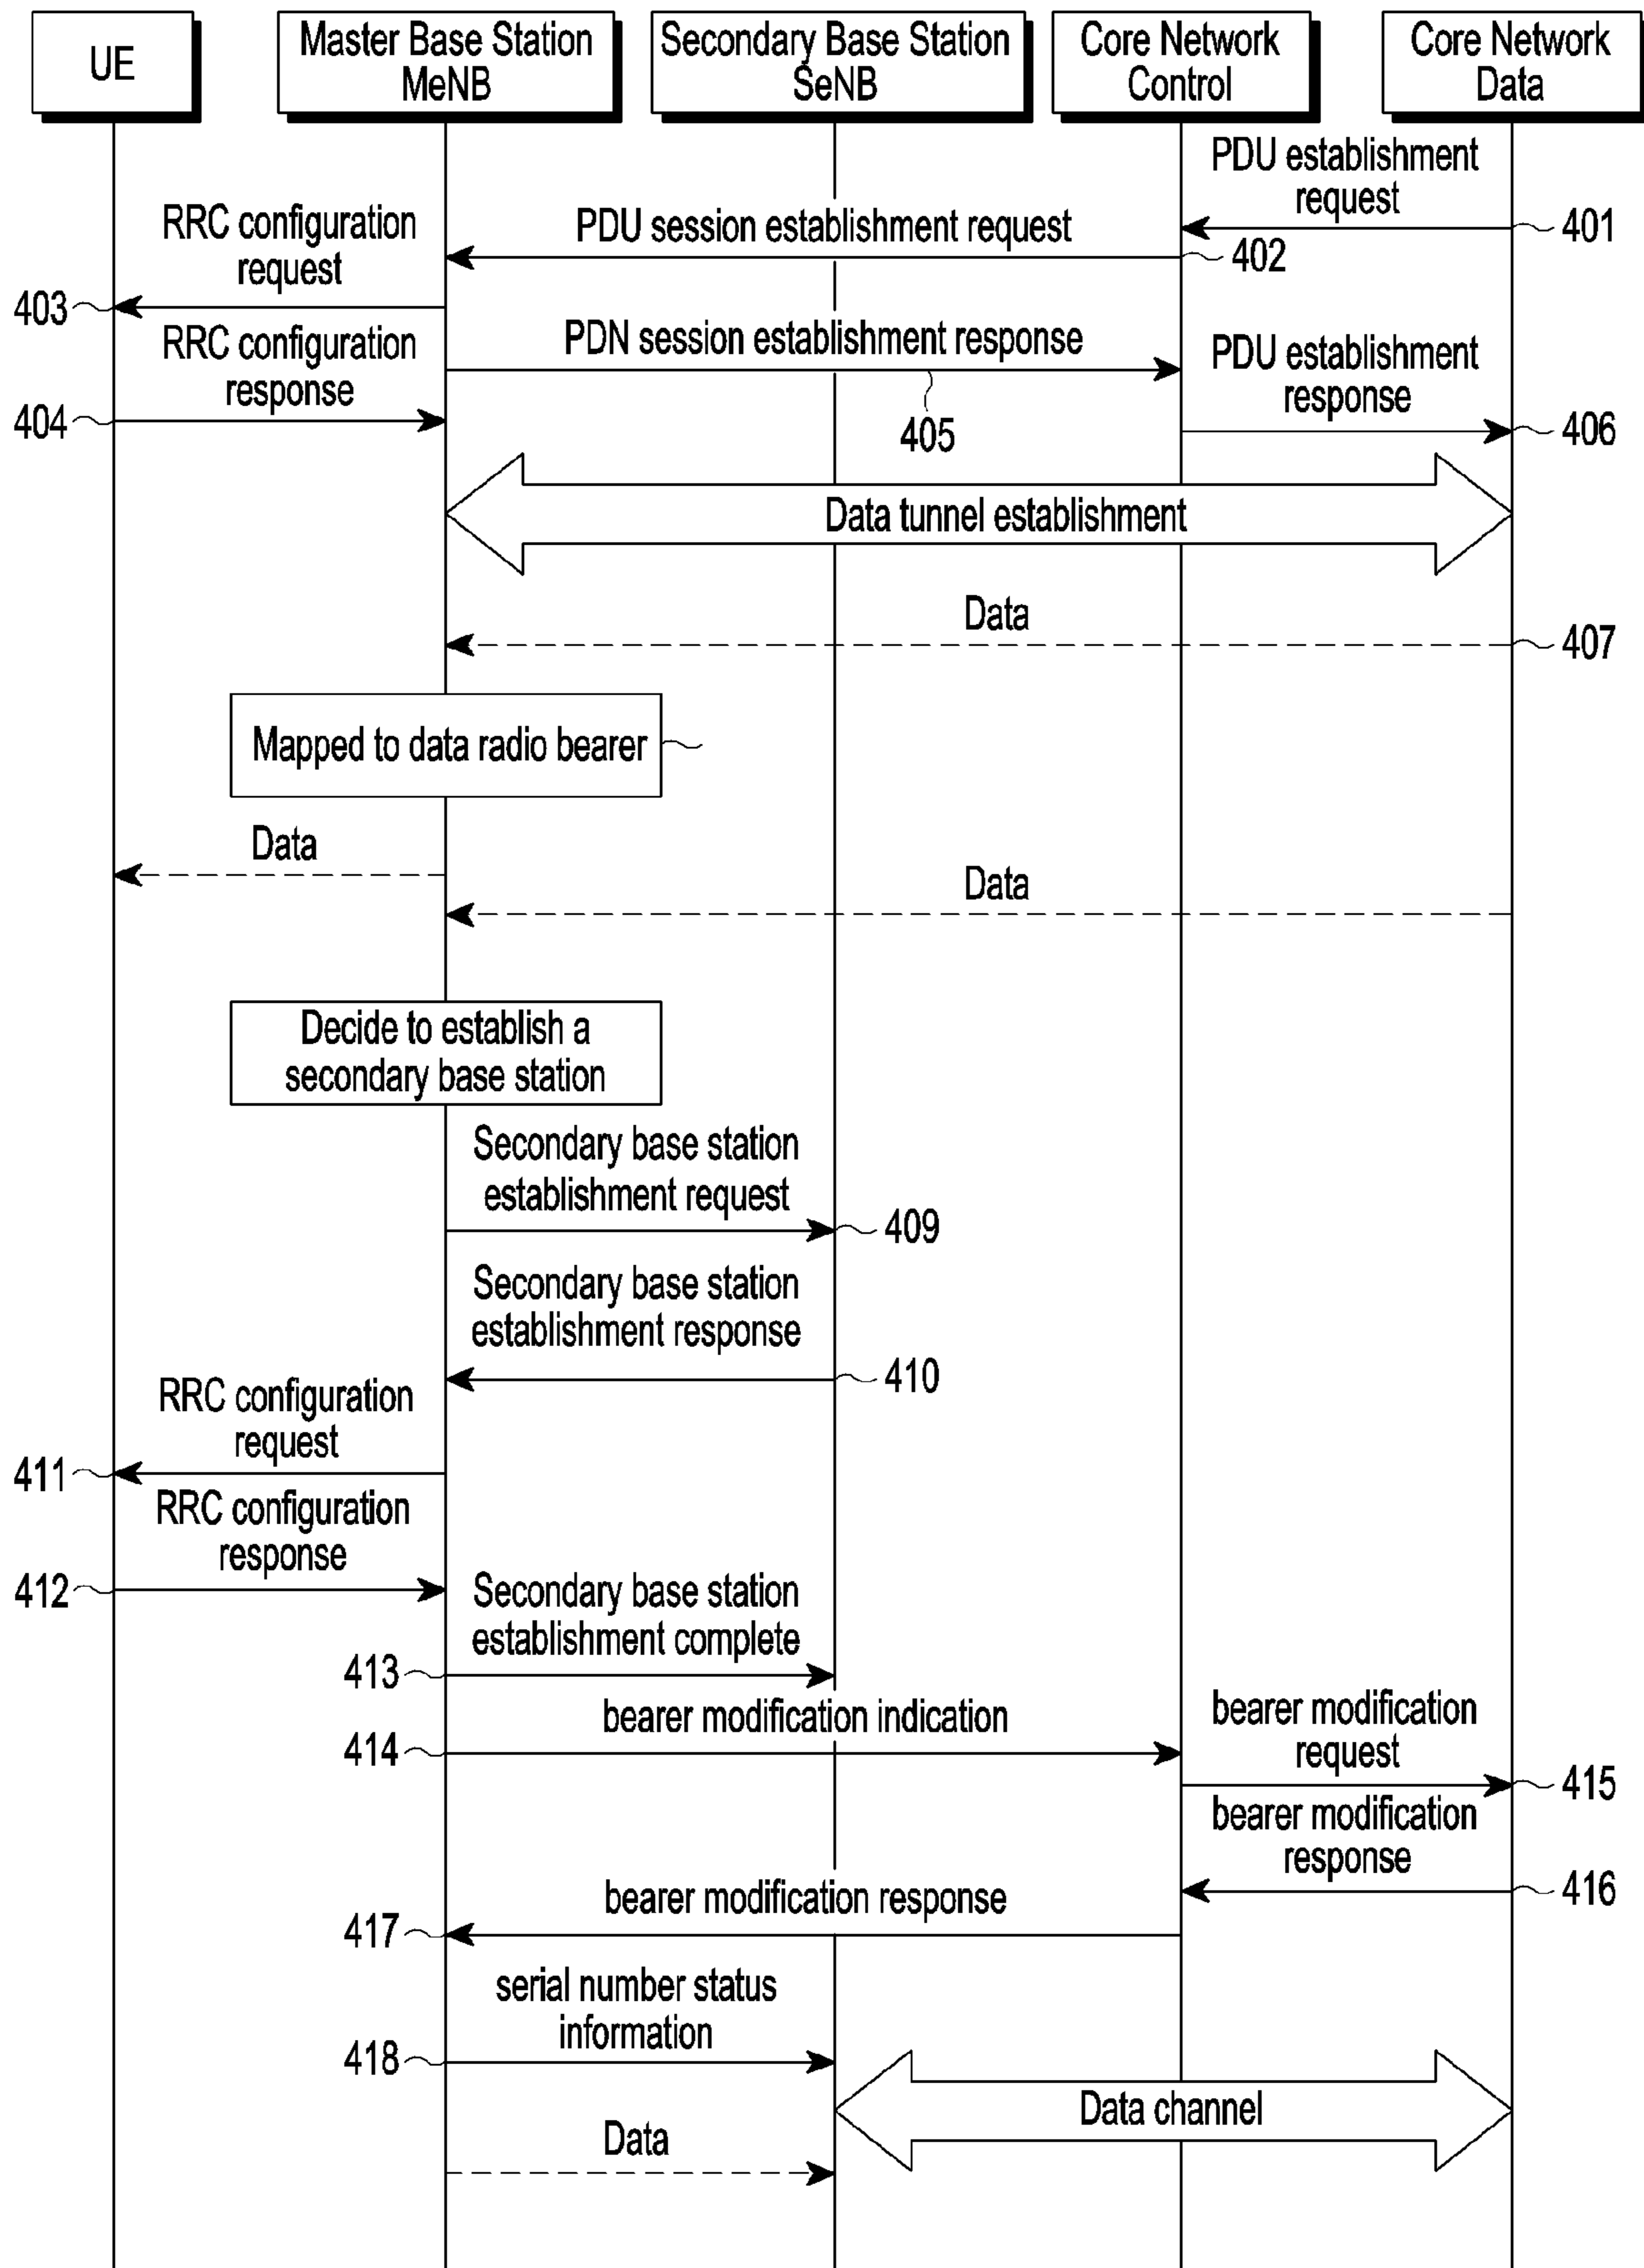 UE
Master Base Station
MeNB
Secondary Base Station
SeNB
Core Network
Control
Core Network
Data
PDU establishment
request
401
PDU session establishment request
402
RRC configuration
request
403
RRC configuration
response
404
PDN session establishment response
405
PDU establishment
response
406
Data tunnel establishment
Data
407
Mapped to data radio bearer
Data
Data
Decide to establish a
secondary base station
Secondary base station
establishment request
409
Secondary base station
establishment response
410
RRC configuration
request
411
RRC configuration
response
412
Secondary base station
establishment complete
413
bearer modification indication
414
bearer modification
request
415
bearer modification
response
416
bearer modification response
417
serial number status
information
418
Data channel
Data